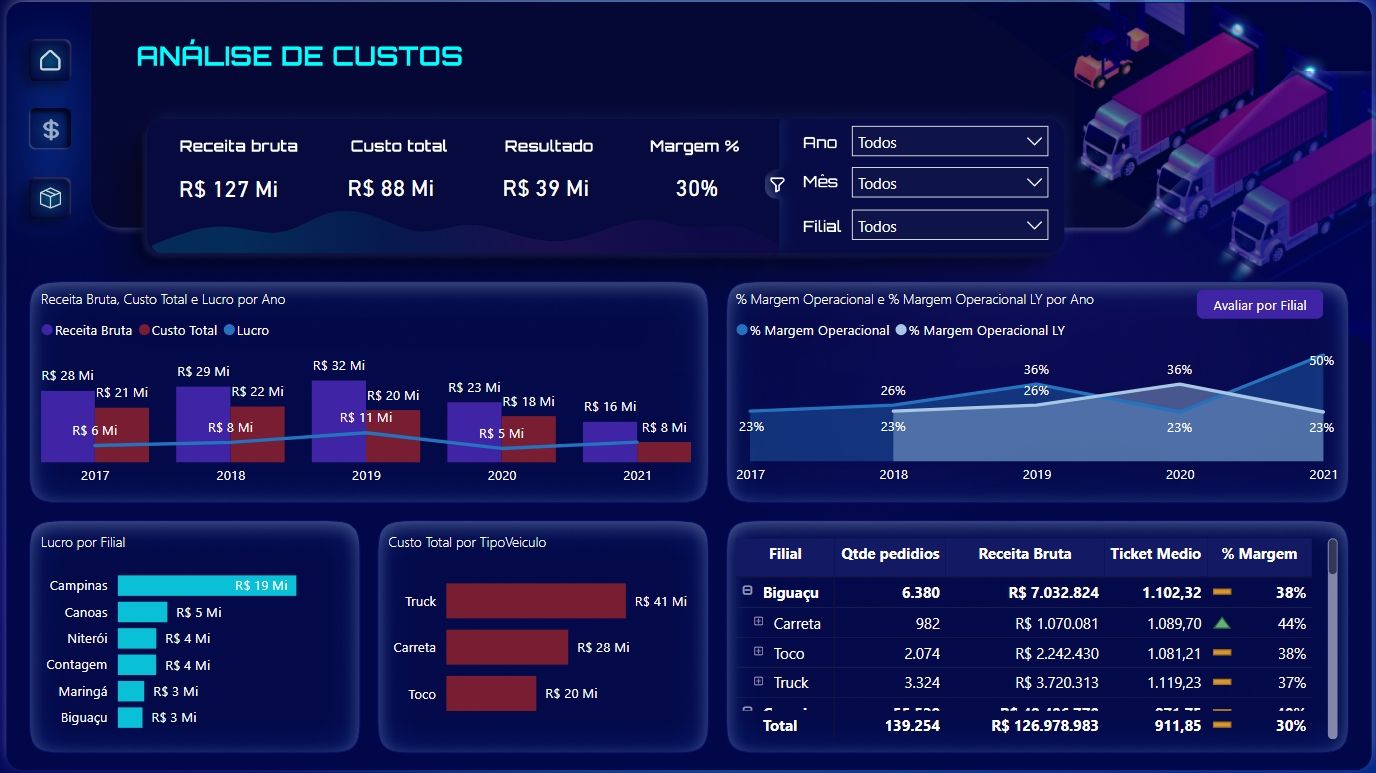 ANÁLISE DE CUSTOS
Receita bruta Custo total Resultado Margem %
R$ 127 Mi R$ 88 Mi R$ 39 Mi 30%
Ano Todos
Mês Todos
Filial Todos
Receita Bruta, Custo Total e Lucro por Ano
Receita Bruta Custo Total Lucro
R$ 28 Mi R$ 21 Mi R$ 6 Mi
R$ 29 Mi R$ 22 Mi R$ 8 Mi
R$ 32 Mi R$ 20 Mi R$ 11 Mi
R$ 23 Mi R$ 18 Mi R$ 5 Mi
R$ 16 Mi R$ 8 Mi
2017 2018 2019 2020 2021
% Margem Operacional e % Margem Operacional LY por Ano
Avaliar por Filial
% Margem Operacional % Margem Operacional LY
23% 26% 36% 23% 50%
23% 26% 36% 23%
2017 2018 2019 2020 2021
Lucro por Filial
Campinas R$ 19 Mi
Canoas R$ 5 Mi
Niterói R$ 4 Mi
Contagem R$ 4 Mi
Maringá R$ 3 Mi
Biguaçu R$ 3 Mi
Custo Total por TipoVeiculo
Truck R$ 41 Mi
Carreta R$ 28 Mi
Toco R$ 20 Mi
Filial Qtde pedidios Receita Bruta Ticket Medio % Margem
Biguaçu 6.380 R$ 7.032.824 1.102,32 38%
Carreta 982 R$ 1.070.081 1.089,70 44%
Toco 2.074 R$ 2.242.430 1.081,21 38%
Truck 3.324 R$ 3.720.313 1.119,23 37%
Total 139.254 R$ 126.978.983 911,85 30%